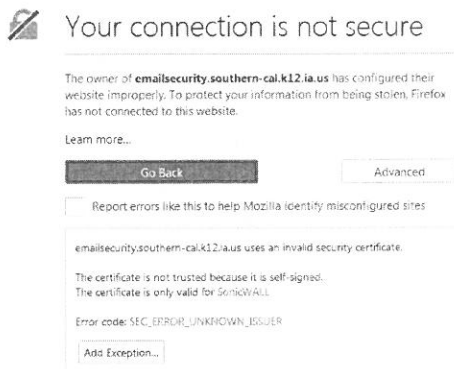 Your connection is not secure
The owner of emailsecurity.southern-cal.k12.ia.us has configured their
website improperly. To protect your information from being stolen, Firefox
has not connected to this website.
Learn more...
Go Back
Advanced
Report errors like this to help Mozilla identify misconfigured sites
emailsecurity.southern-cal.k12.ia.us uses an invalid security certificate.
The certificate is not trusted because it is self-signed.
The certificate is only valid for SonicWALL
Error code: SEC_ERROR_UNKNOWN_ISSUER
Add Exception...